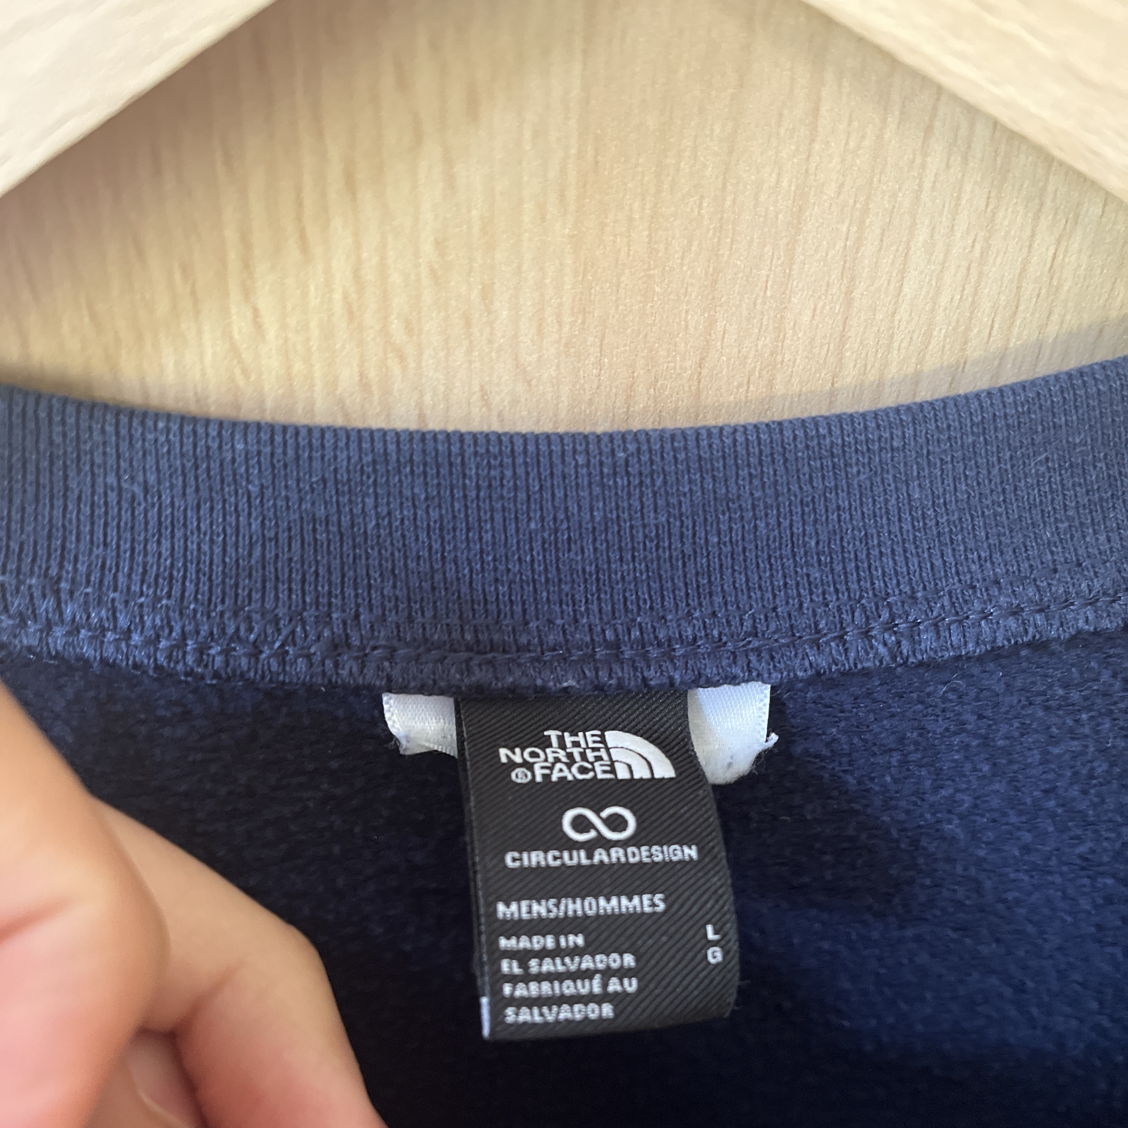 THE
NORTH
® FACE
CIRCULARDESIGN
MENS/HOMMES
MADE IN L
EL SALVADOR G
FABRIQUÉ AU
SALVADOR